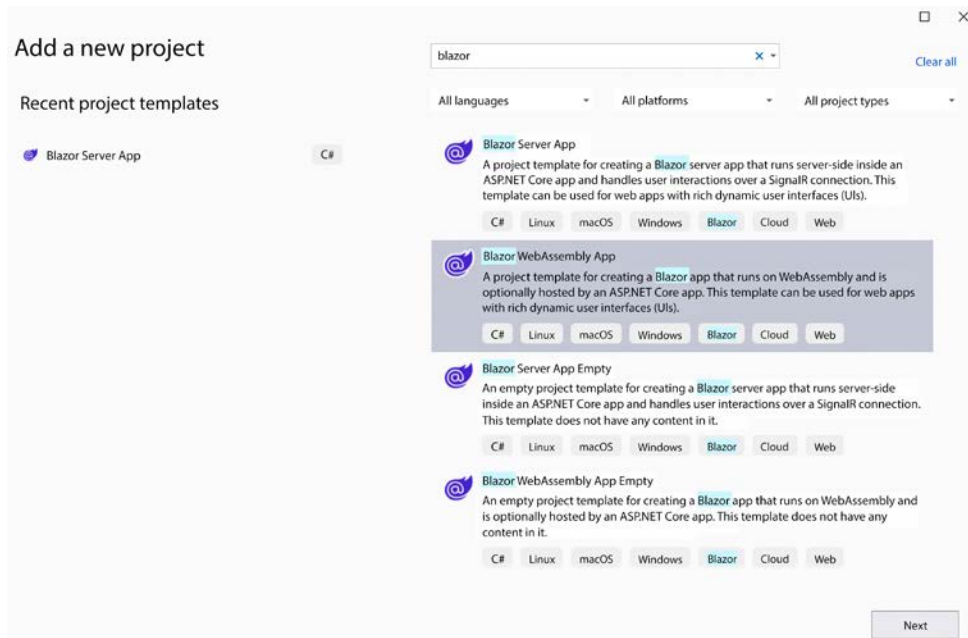 Add a new project
Recent project templates
Blazor Server App
C#
blazor
Clear all
All languages
All platforms
All project types
Blazor Server App
A project template for creating a Blazor server app that runs server-side inside an
ASP.NET Core app and handles user interactions over a SignalR connection. This
template can be used for web apps with rich dynamic user interfaces (UIs).
C# Linux macOS Windows Blazor Cloud Web
Blazor WebAssembly App
A project template for creating a Blazor app that runs on WebAssembly and is
optionally hosted by an ASP.NET Core app. This template can be used for web apps
with rich dynamic user interfaces (UIs).
C# Linux macOS Windows Blazor Cloud Web
Blazor Server App Empty
An empty project template for creating a Blazor server app that runs server-side
inside an ASP.NET Core app and handles user interactions over a SignalR connection.
This template does not have any content in it.
C# Linux macOS Windows Blazor Cloud Web
Blazor WebAssembly App Empty
An empty project template for creating a Blazor app that runs on WebAssembly and
is optionally hosted by an ASP.NET Core app. This template does not have any
content in it.
C# Linux macOS Windows Blazor Cloud Web
Next